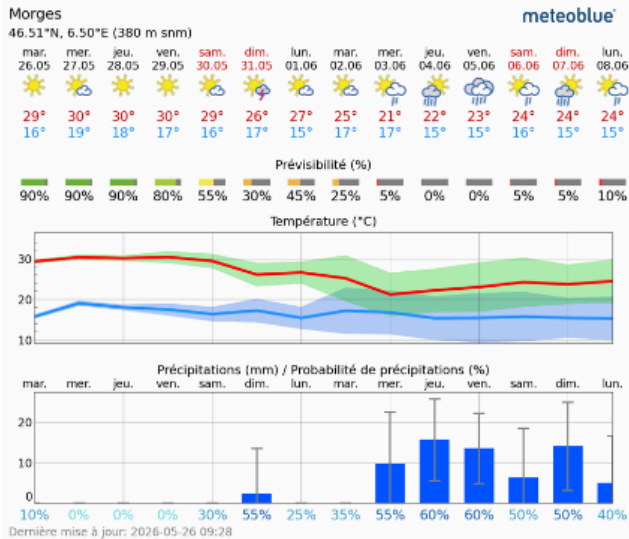 Morges
meteoblue
46.51°N, 6.50°E (380 m snm)
mar. mer. jeu. ven. sam. dim. lun. mar. mer. jeu. ven. sam. dim. lun.
26.05 27.05 28.05 29.05 30.05 31.05 01.06 02.06 03.06 04.06 05.06 06.06 07.06 08.06
29° 30° 30° 30° 29° 26° 27° 25° 21° 22° 23° 24° 24° 24°
16° 19° 18° 17° 16° 17° 15° 17° 17° 15° 15° 16° 15° 15°
Prévisibilité (%)
90% 90% 90% 80% 55% 30% 45% 25% 5% 0% 0% 5% 5% 10%
Température (°C)
30
20
10
Précipitations (mm) / Probabilité de précipitations (%)
mar. mer. jeu. ven. sam. dim. lun. mar. mer. jeu. ven. sam. dim. lun.
20
10
0
10% 0% 0% 0% 30% 55% 25% 35% 55% 60% 60% 50% 50% 40%
Dernière mise à jour: 2026-05-26 09:28